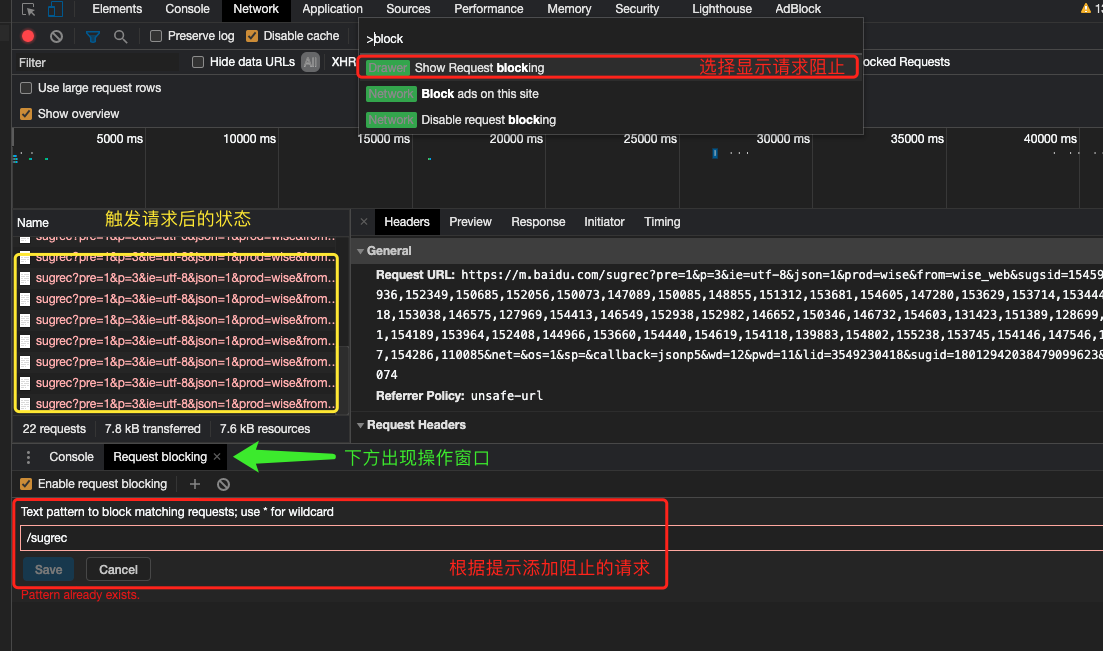 Elements Console Network Application Sources Performance Memory Security Lighthouse AdBlock
Preserve log Disable cache
>block
Filter Hide data URLs All XHR ocked Requests
Drawer Show Request blocking 选择显示请求阻止
Use large request rows
Network Block ads on this site
Show overview
Network Disable request blocking
5000 ms 10000 ms 15000 ms 20000 ms 25000 ms 30000 ms 35000 ms 40000 ms
Name 触发请求后的状态
Headers Preview Response Initiator Timing
sugrec?pre=1&p=3&ie=utf-8&json=1&prod=wise&from..
sugrec?pre=1&p=3&ie=utf-8&json=1&prod=wise&from..
sugrec?pre=1&p=3&ie=utf-8&json=1&prod=wise&from..
sugrec?pre=1&p=3&ie=utf-8&json=1&prod=wise&from..
sugrec?pre=1&p=3&ie=utf-8&json=1&prod=wise&from..
sugrec?pre=1&p=3&ie=utf-8&json=1&prod=wise&from..
sugrec?pre=1&p=3&ie=utf-8&json=1&prod=wise&from..
sugrec?pre=1&p=3&ie=utf-8&json=1&prod=wise&from..
sugrec?pre=1&p=3&ie=utf-8&json=1&prod=wise&from..
General
Request URL: https://m.baidu.com/sugrec?pre=1&p=3&ie=utf-8&json=1&prod=wise&from=wise_web&sugsid=15459
936,152349,150685,152056,150073,147089,150085,148855,151312,153681,154605,147280,153629,153714,153444
18,153038,146575,127969,154413,146549,152938,152982,146652,150346,146732,154603,131423,151389,128699,
1,154189,153964,152408,144966,153660,154440,154619,154118,139883,154802,155238,153745,154146,147546,1
7,154286,110085&net=&os=1&sp=&callback=jsonp5&wd=12&pwd=11&lid=3549230418&sugid=18012942038479099623&
074
Referrer Policy: unsafe-url
Request Headers
22 requests 7.8 kB transferred 7.6 kB resources
Console Request blocking × 下方出现操作窗口
Enable request blocking
Text pattern to block matching requests; use * for wildcard
/sugrec
Save Cancel 根据提示添加阻止的请求
Pattern already exists.